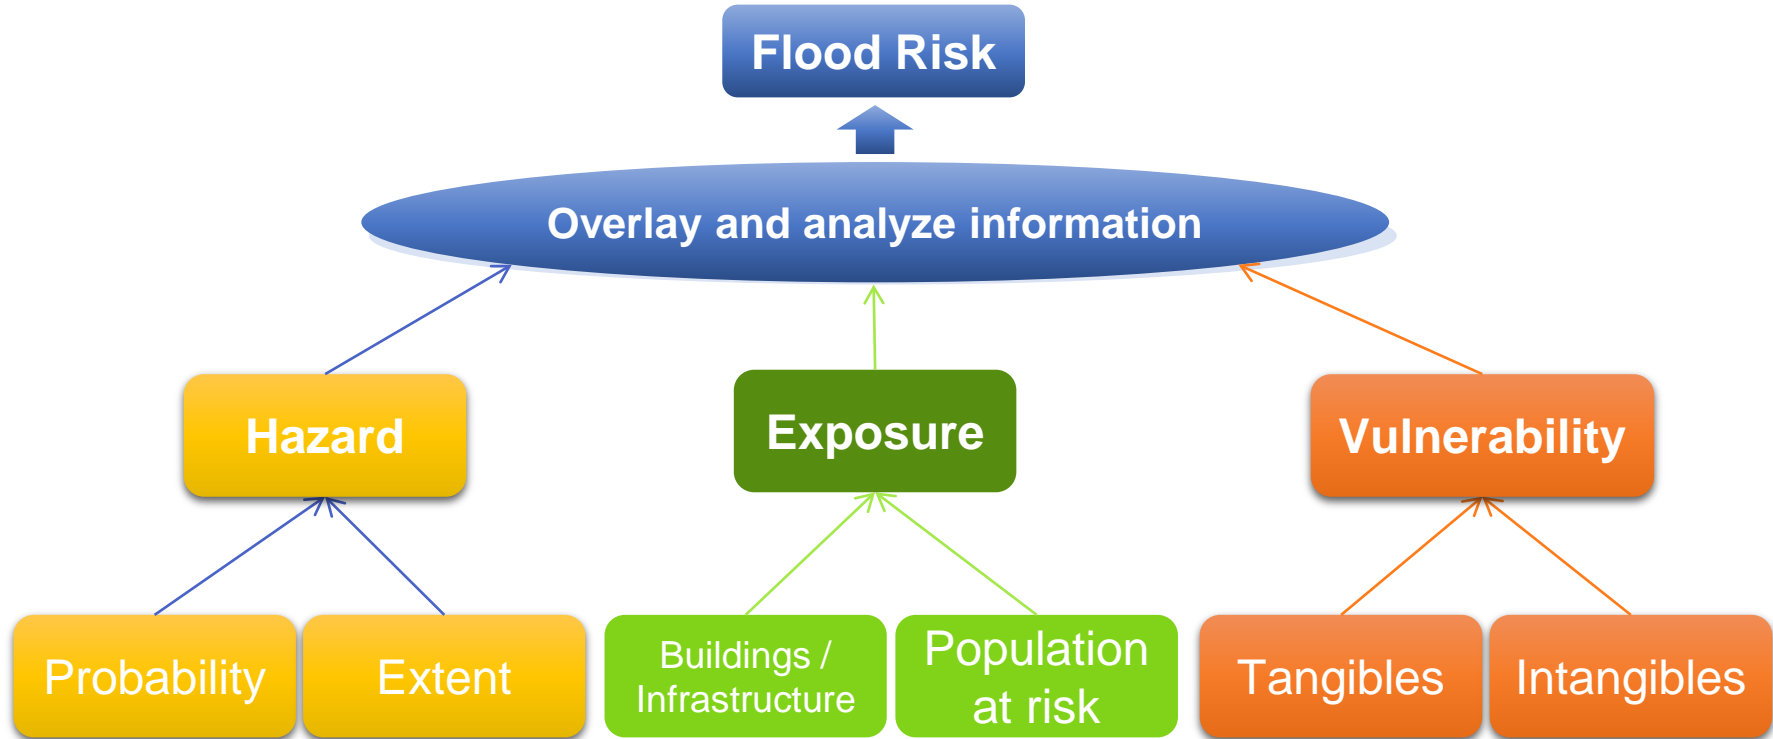 Flood Risk
Overlay and analyze information
Hazard
Exposure
Vulnerability
Probability
Extent
Buildings /
Infrastructure
Population
at risk
Tangibles
Intangibles